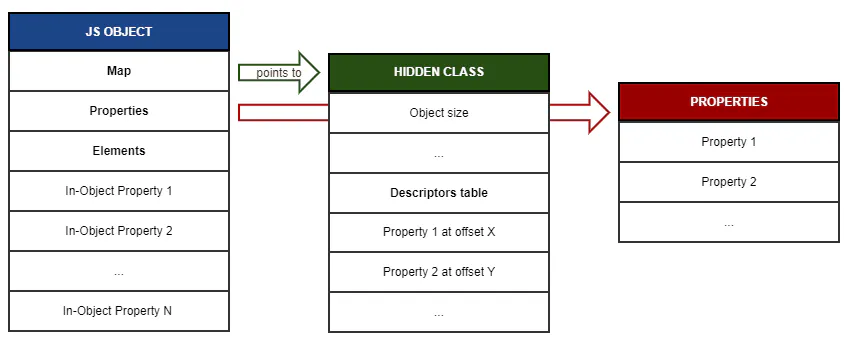 JS OBJECT
Map
Properties
Elements
In-Object Property 1
In-Object Property 2
...
In-Object Property N
points to
HIDDEN CLASS
Object size
...
Descriptors table
Property 1 at offset X
Property 2 at offset Y
...
PROPERTIES
Property 1
Property 2
...